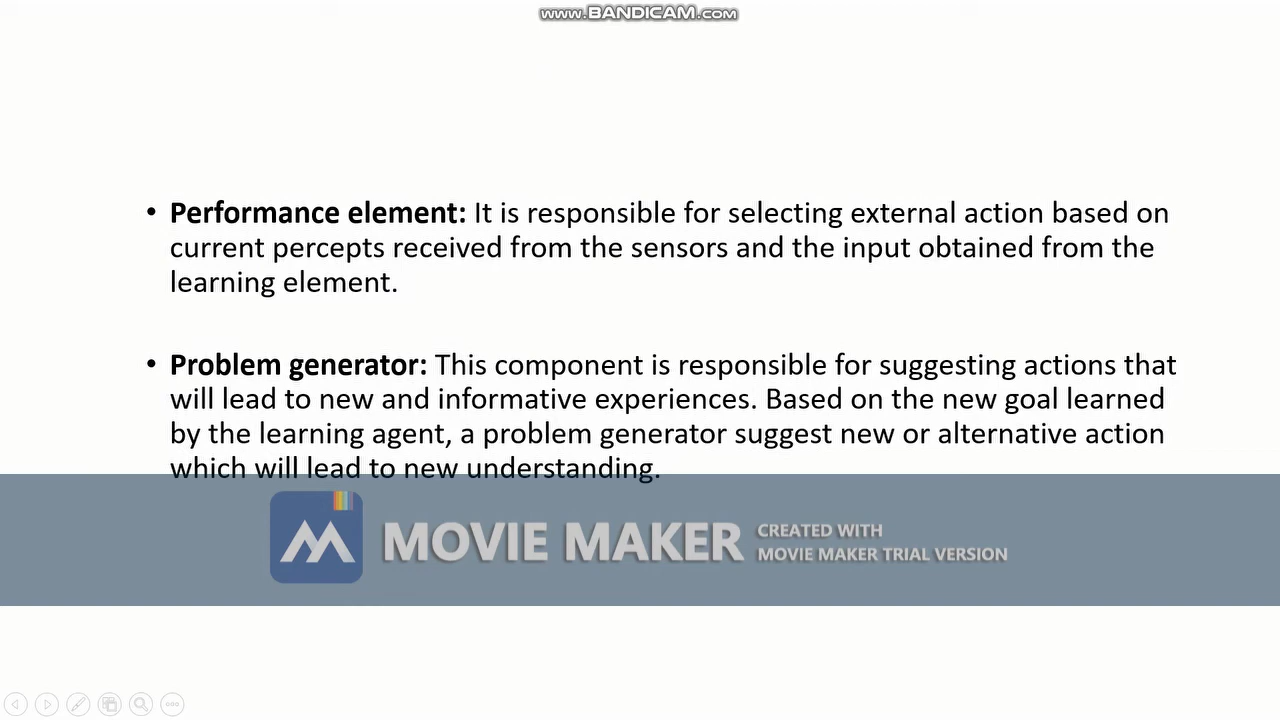 www.BANDICAM.com
• Performance element: It is responsible for selecting external action based on
current percepts received from the sensors and the input obtained from the
learning element.
• Problem generator: This component is responsible for suggesting actions that
will lead to new and informative experiences. Based on the new goal learned
by the learning agent, a problem generator suggest new or alternative action
which will lead to new understanding.
MOVIE MAKER
CREATED WITH
MOVIE MAKER TRIAL VERSION